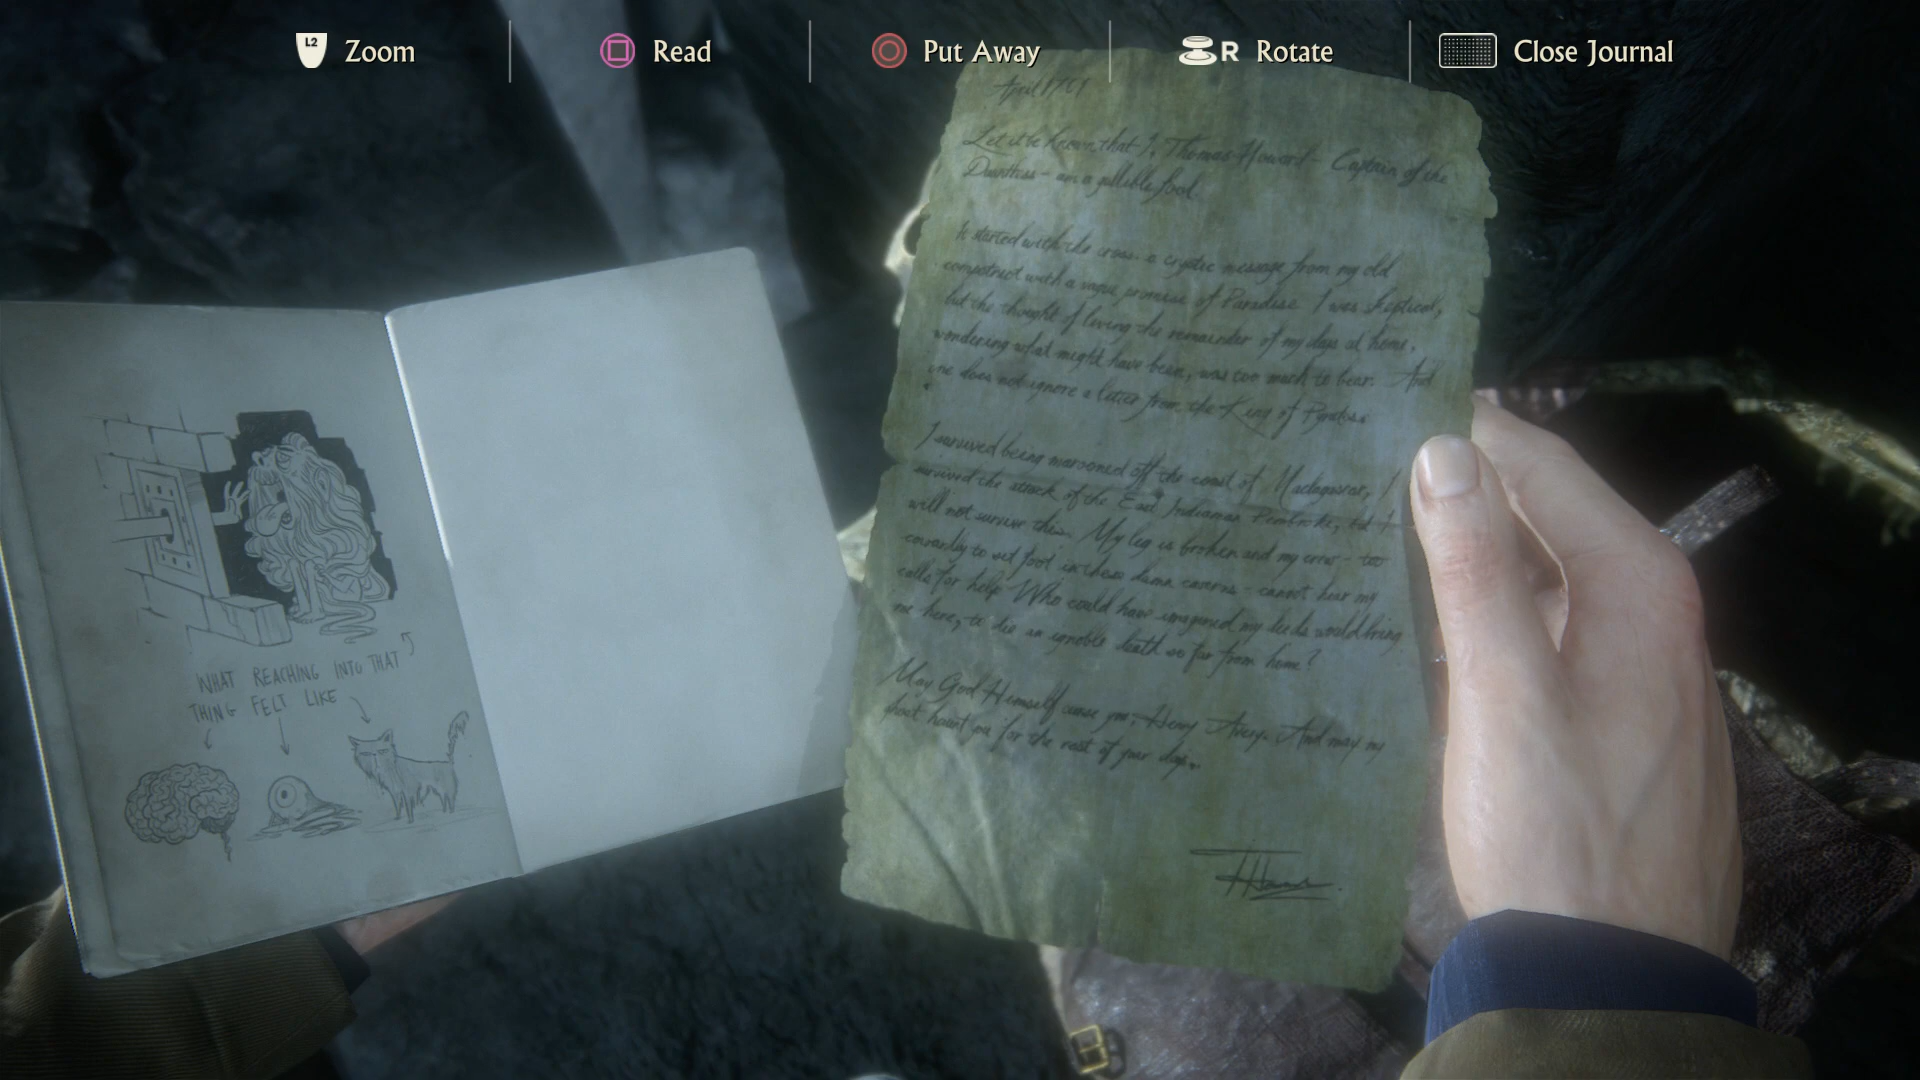 L2 Zoom
Read
Put Away
R Rotate
Close Journal
WHAT REACHING INTO THAT
THING FELT LIKE
April 1701
Let it be known that I, Thomas Howard - Captain of the
Dauntless - am a gullible fool
It started with the cross. a cryptic message from my old
compatriot with a vague promise of Paradise. I was skeptical,
but the thought of living the remainder of my days at home,
wondering what might have been, was too much to bear. And
one does not ignore a letter from the King of Pirates.
I survived being marooned off the coast of Madagascar, I
survived the attack of the East Indiaman Pembroke, but I
will not survive this. My leg is broken and my crew - too
cowardly to set foot in these damn caverns - cannot hear my
calls for help. Who could have imagined my deeds would bring
me here, to die an ignoble death so far from home?
May God Himself curse you, Henry Avery. And may my
ghost haunt you for the rest of your days.